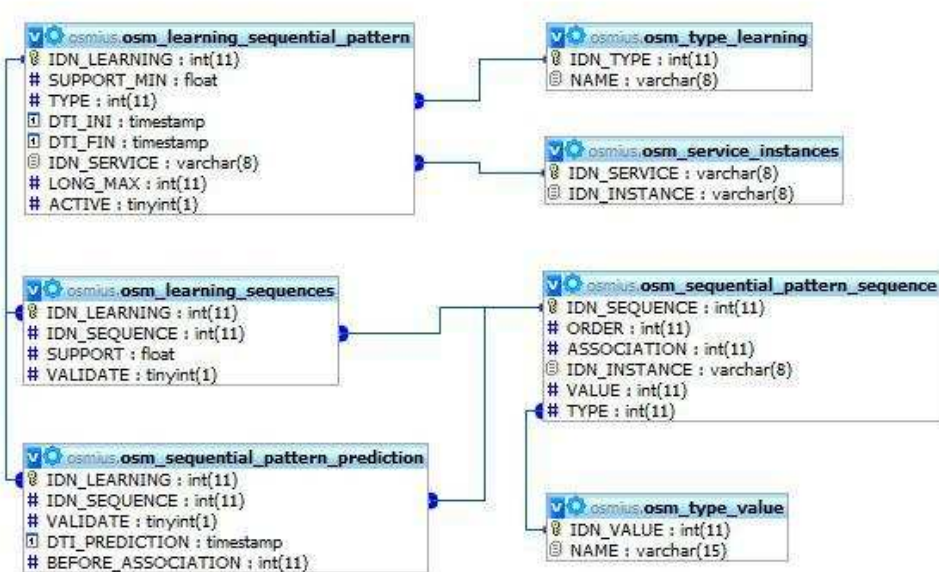 osmius.osm_learning_sequential_pattern
IDN_LEARNING : int(11)
# SUPPORT_MIN : float
# TYPE : int(11)
DTI_INI : timestamp
DTI_FIN : timestamp
IDN_SERVICE : varchar(8)
# LONG_MAX : int(11)
# ACTIVE : tinyint(1)
osmius.osm_type_learning
IDN_TYPE : int(11)
NAME : varchar(8)
osmius.osm_service_instances
IDN_SERVICE : varchar(8)
IDN_INSTANCE : varchar(8)
osmius.osm_learning_sequences
IDN_LEARNING : int(11)
# IDN_SEQUENCE : int(11)
# SUPPORT : float
# VALIDATE : tinyint(1)
osmius.osm_sequential_pattern_sequence
IDN_SEQUENCE : int(11)
# ORDER : int(11)
# ASSOCIATION : int(11)
IDN_INSTANCE : varchar(8)
# VALUE : int(11)
# TYPE : int(11)
osmius.osm_sequential_pattern_prediction
IDN_LEARNING : int(11)
# IDN_SEQUENCE : int(11)
# VALIDATE : tinyint(1)
DTI_PREDICTION : timestamp
# BEFORE_ASSOCIATION : int(11)
osmius.osm_type_value
IDN_VALUE : int(11)
NAME : varchar(15)